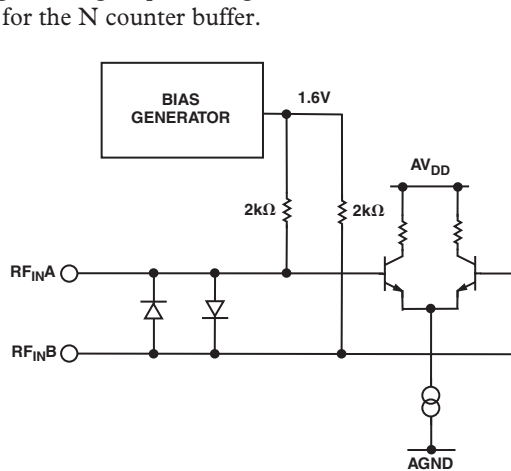 for the N counter buffer.
BIAS
GENERATOR
1.6V
AVDD
2kΩ
2kΩ
RFINA
RFINB
AGND